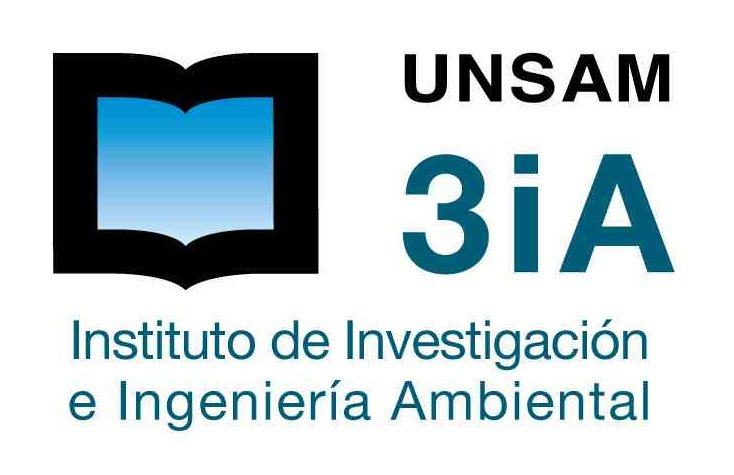 UNSAM
3iA
Instituto de Investigación
e Ingeniería Ambiental